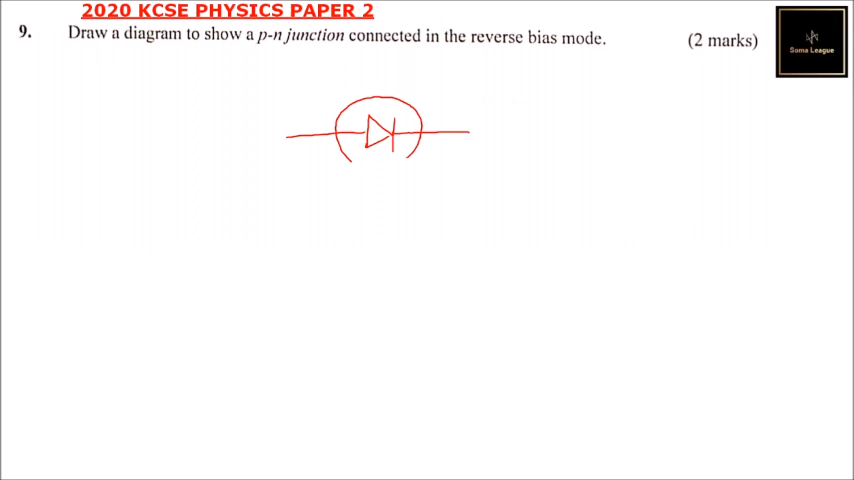 2020 KCSE PHYSICS PAPER 2
9. Draw a diagram to show a p-n junction connected in the reverse bias mode. (2 marks)
Soma League